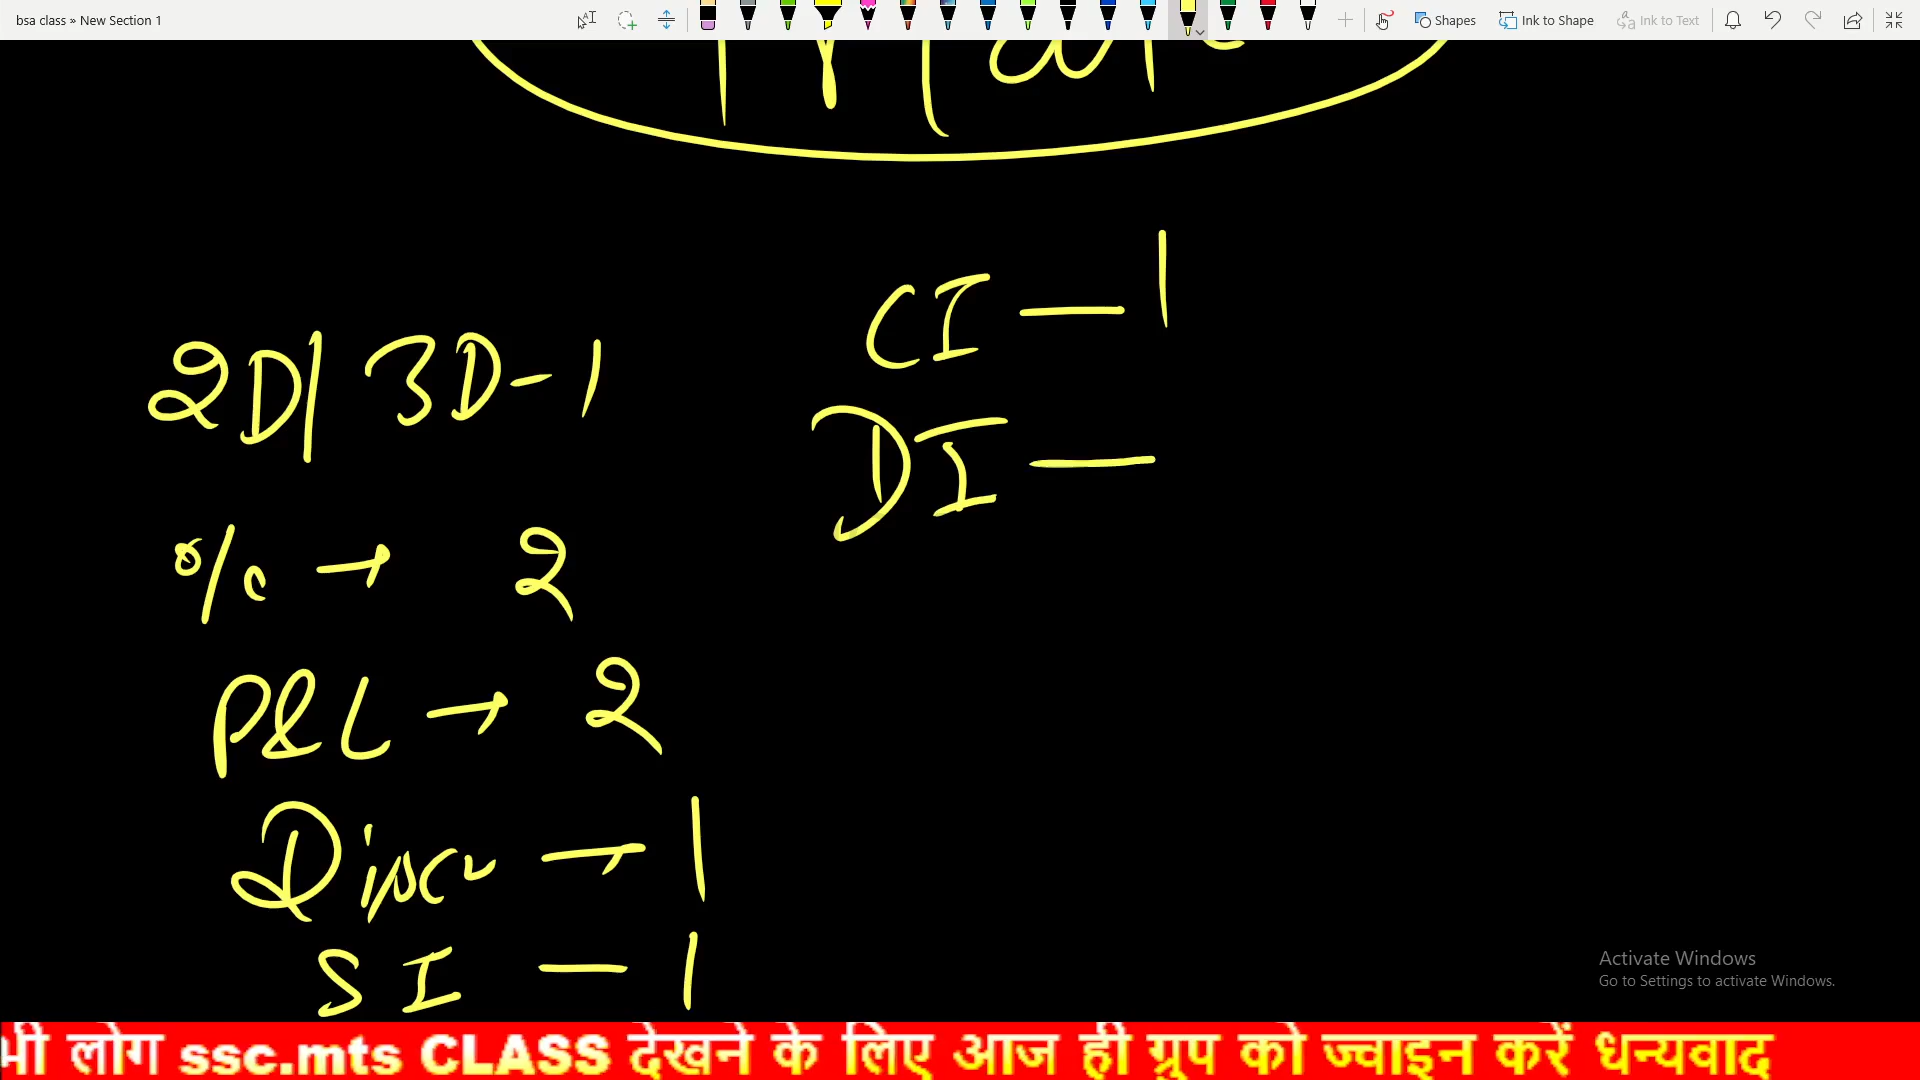 bsa class » New Section 1
Shapes
Ink to Shape
Ink to Text
2D/3D-1
% → 2
P&L → 2
Disc → 1
SI — 1
CI — 1
DI —
Activate Windows
Go to Settings to activate Windows.
भी लोग ssc.mts CLASS देखने के लिए आज ही ग्रुप को ज्वाइन करें धन्यवाद